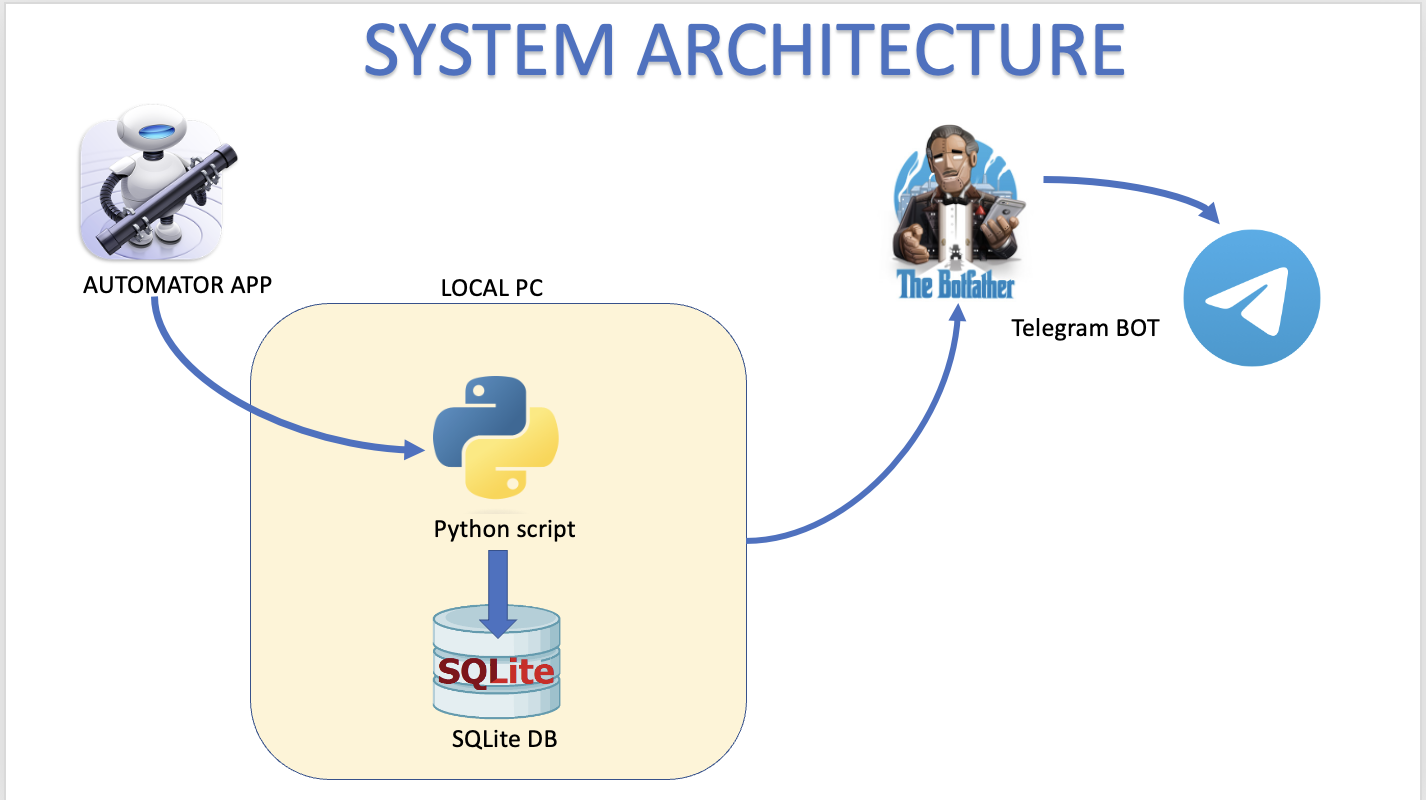 SYSTEM ARCHITECTURE
AUTOMATOR APP
LOCAL PC
The Botfather
Telegram BOT
Python script
SQLite
SQLite DB